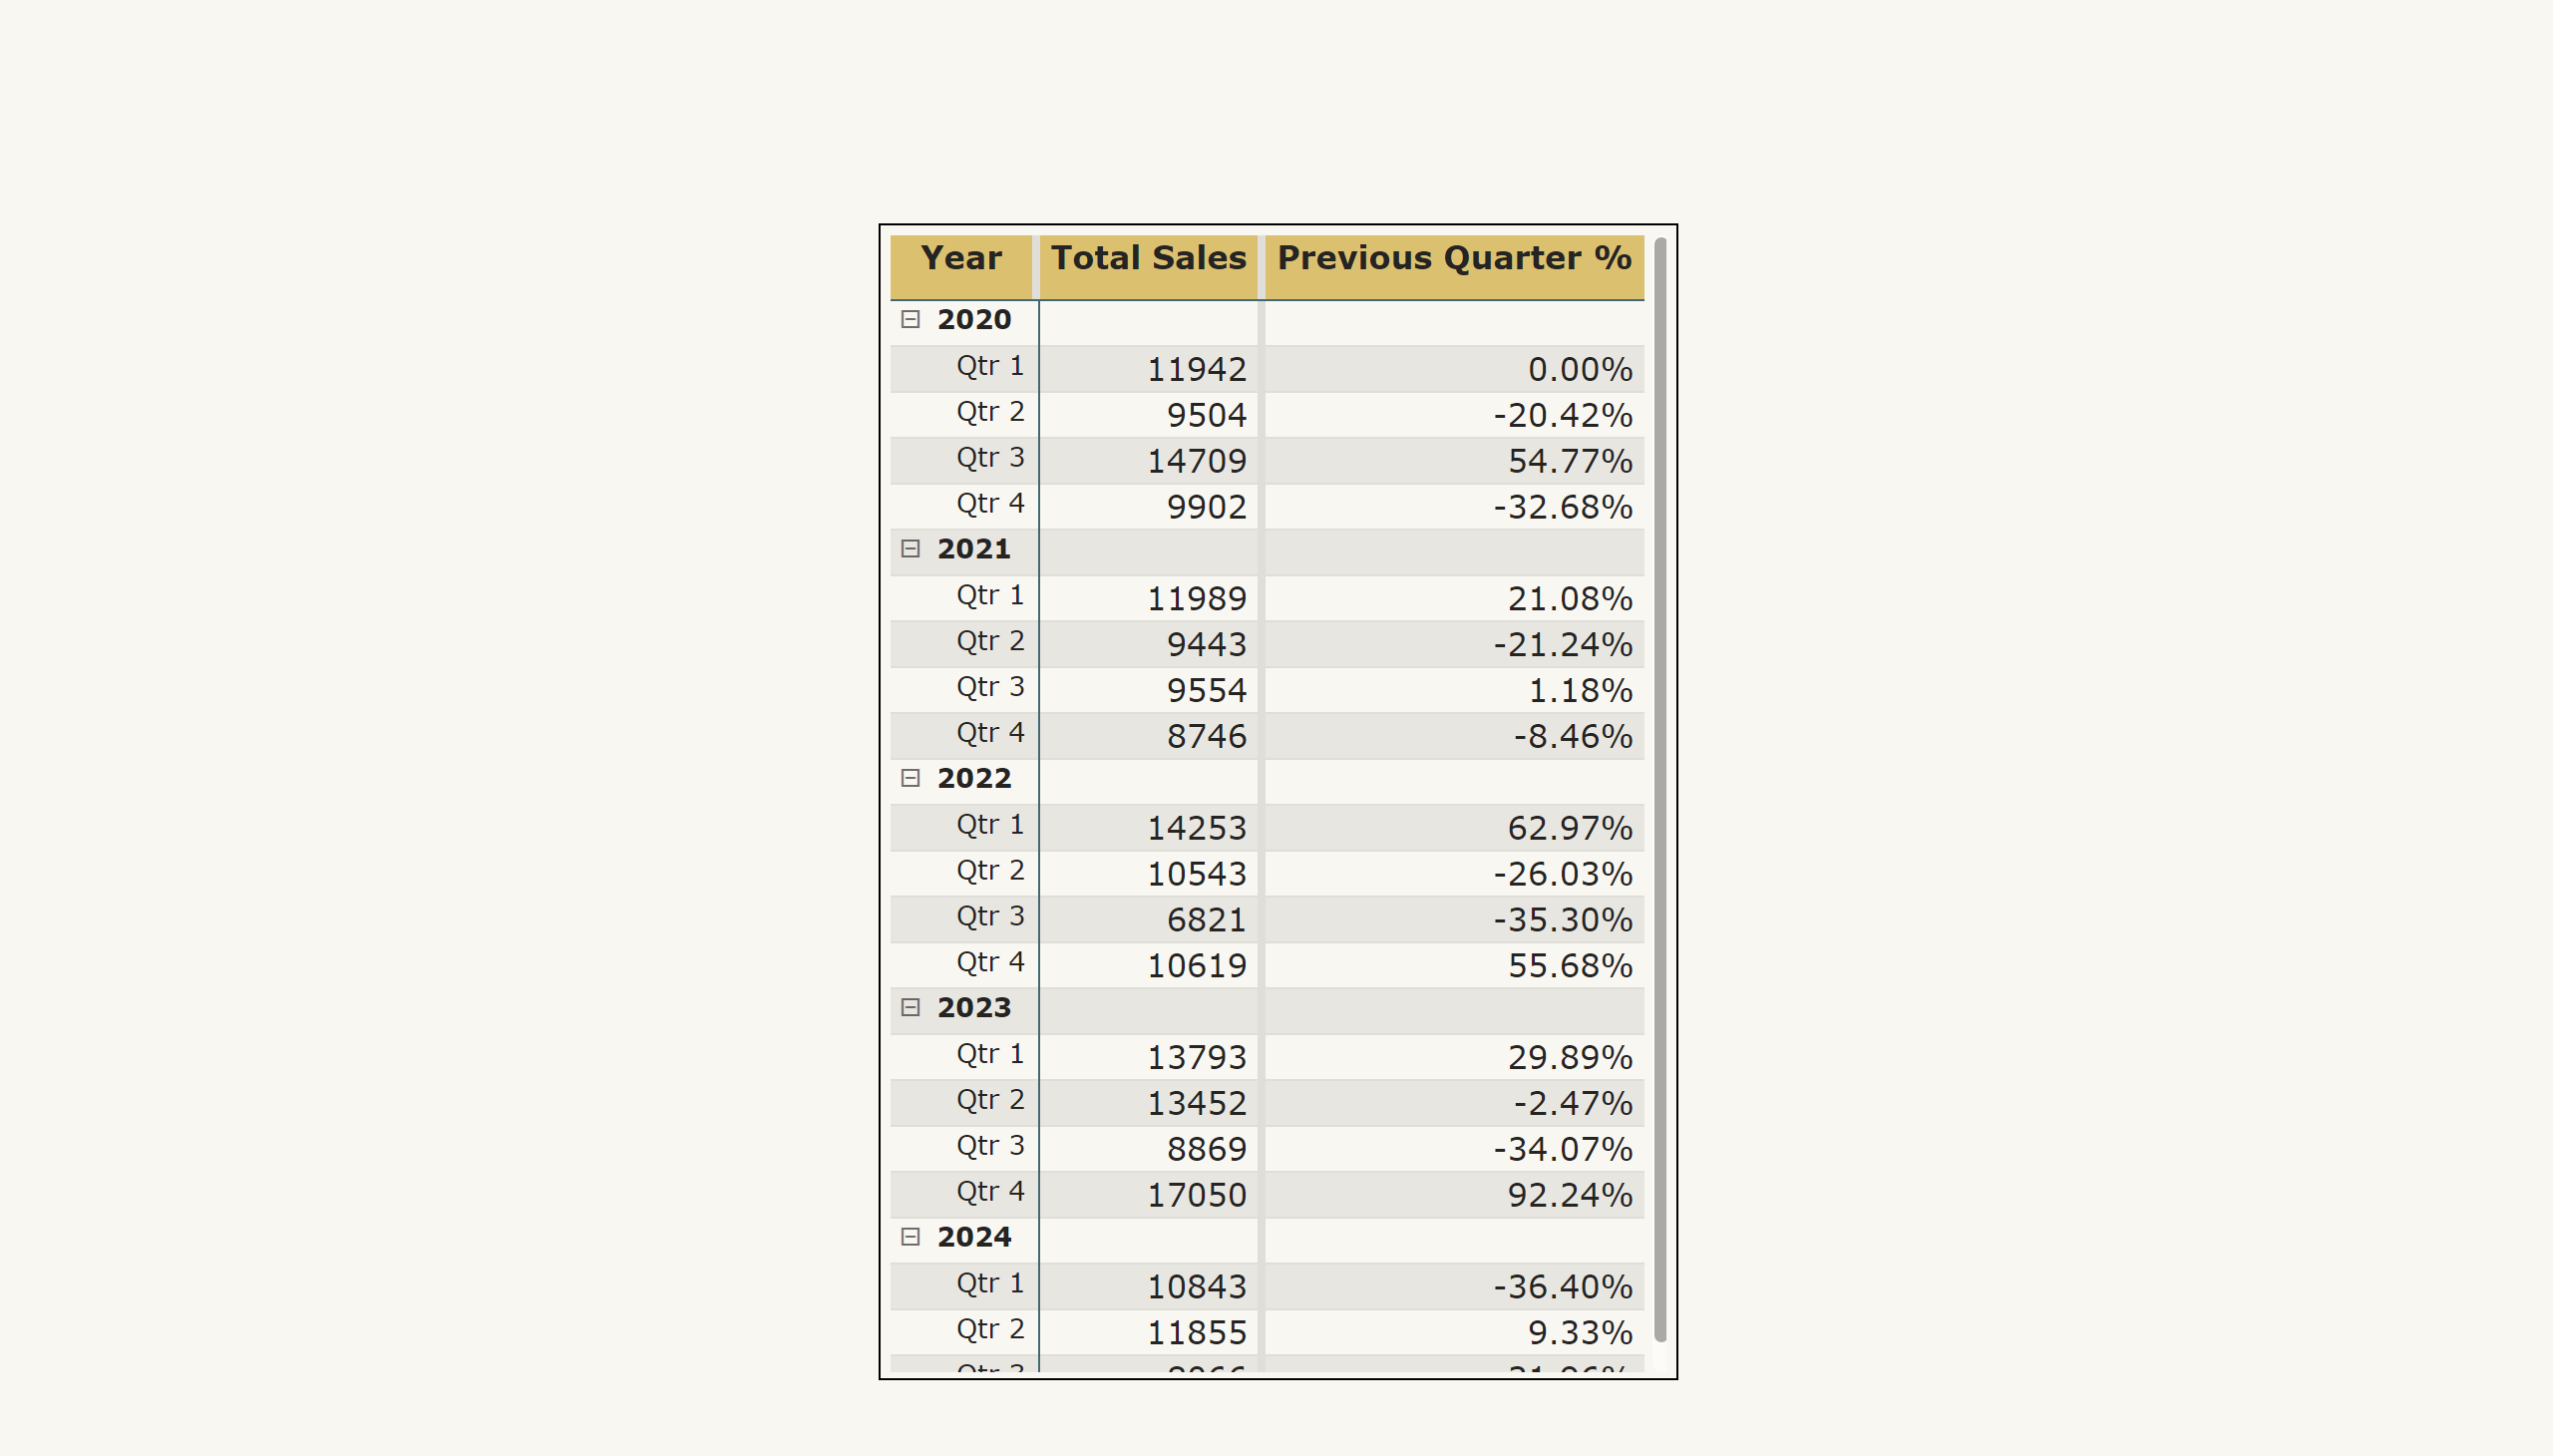 Year Total Sales Previous Quarter %
2020
Qtr 1 11942 0.00%
Qtr 2 9504 -20.42%
Qtr 3 14709 54.77%
Qtr 4 9902 -32.68%
2021
Qtr 1 11989 21.08%
Qtr 2 9443 -21.24%
Qtr 3 9554 1.18%
Qtr 4 8746 -8.46%
2022
Qtr 1 14253 62.97%
Qtr 2 10543 -26.03%
Qtr 3 6821 -35.30%
Qtr 4 10619 55.68%
2023
Qtr 1 13793 29.89%
Qtr 2 13452 -2.47%
Qtr 3 8869 -34.07%
Qtr 4 17050 92.24%
2024
Qtr 1 10843 -36.40%
Qtr 2 11855 9.33%